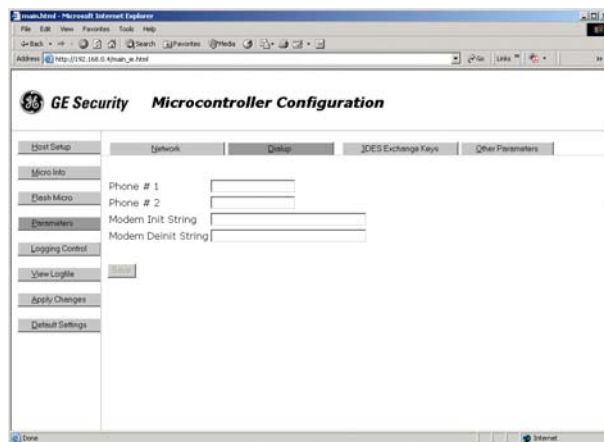 main.html - Microsoft Internet Explorer
File Edit View Favorites Tools Help
Back Search Favorites Media
Address http://192.168.0.4/main_ie.html Go Links
GE Security Microcontroller Configuration
Host Setup
Micro Info
Flash Micro
Parameters
Logging Control
View Logfile
Apply Changes
Default Settings
Network Dialup 3DES Exchange Keys Other Parameters
Phone # 1
Phone # 2
Modem Init String
Modem Deinit String
Save
Done Internet